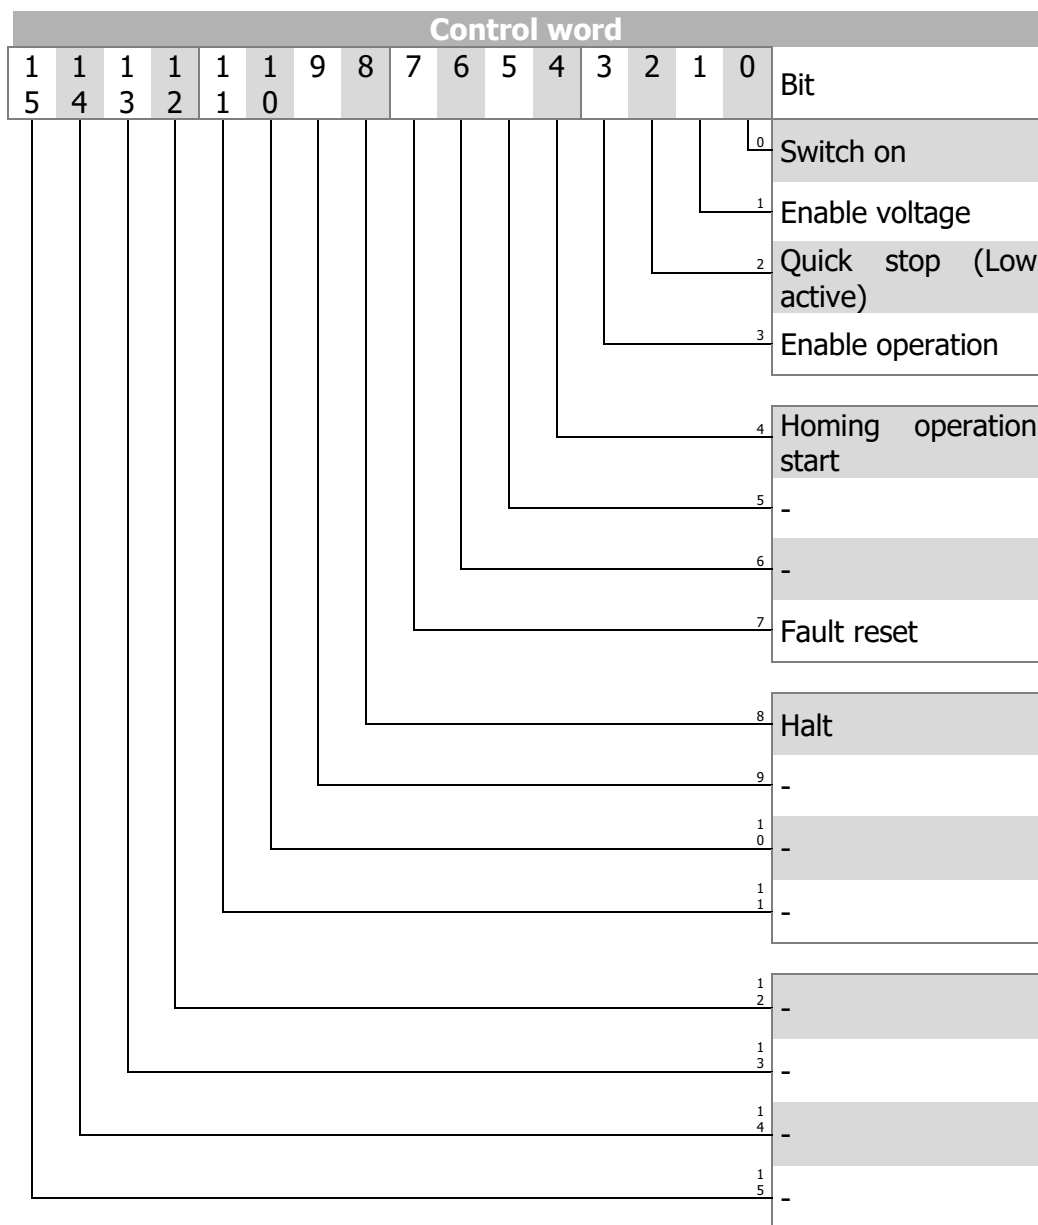 Control word
1 1 1 1 1 1 9 8 7 6 5 4 3 2 1 0 Bit
5 4 3 2 1 0
0 Switch on
1 Enable voltage
2 Quick stop (Low
active)
3 Enable operation
4 Homing operation
start
5 -
6 -
7 Fault reset
8 Halt
9 -
1
0 -
1
1 -
1
2 -
1
3 -
1
4 -
1
5 -